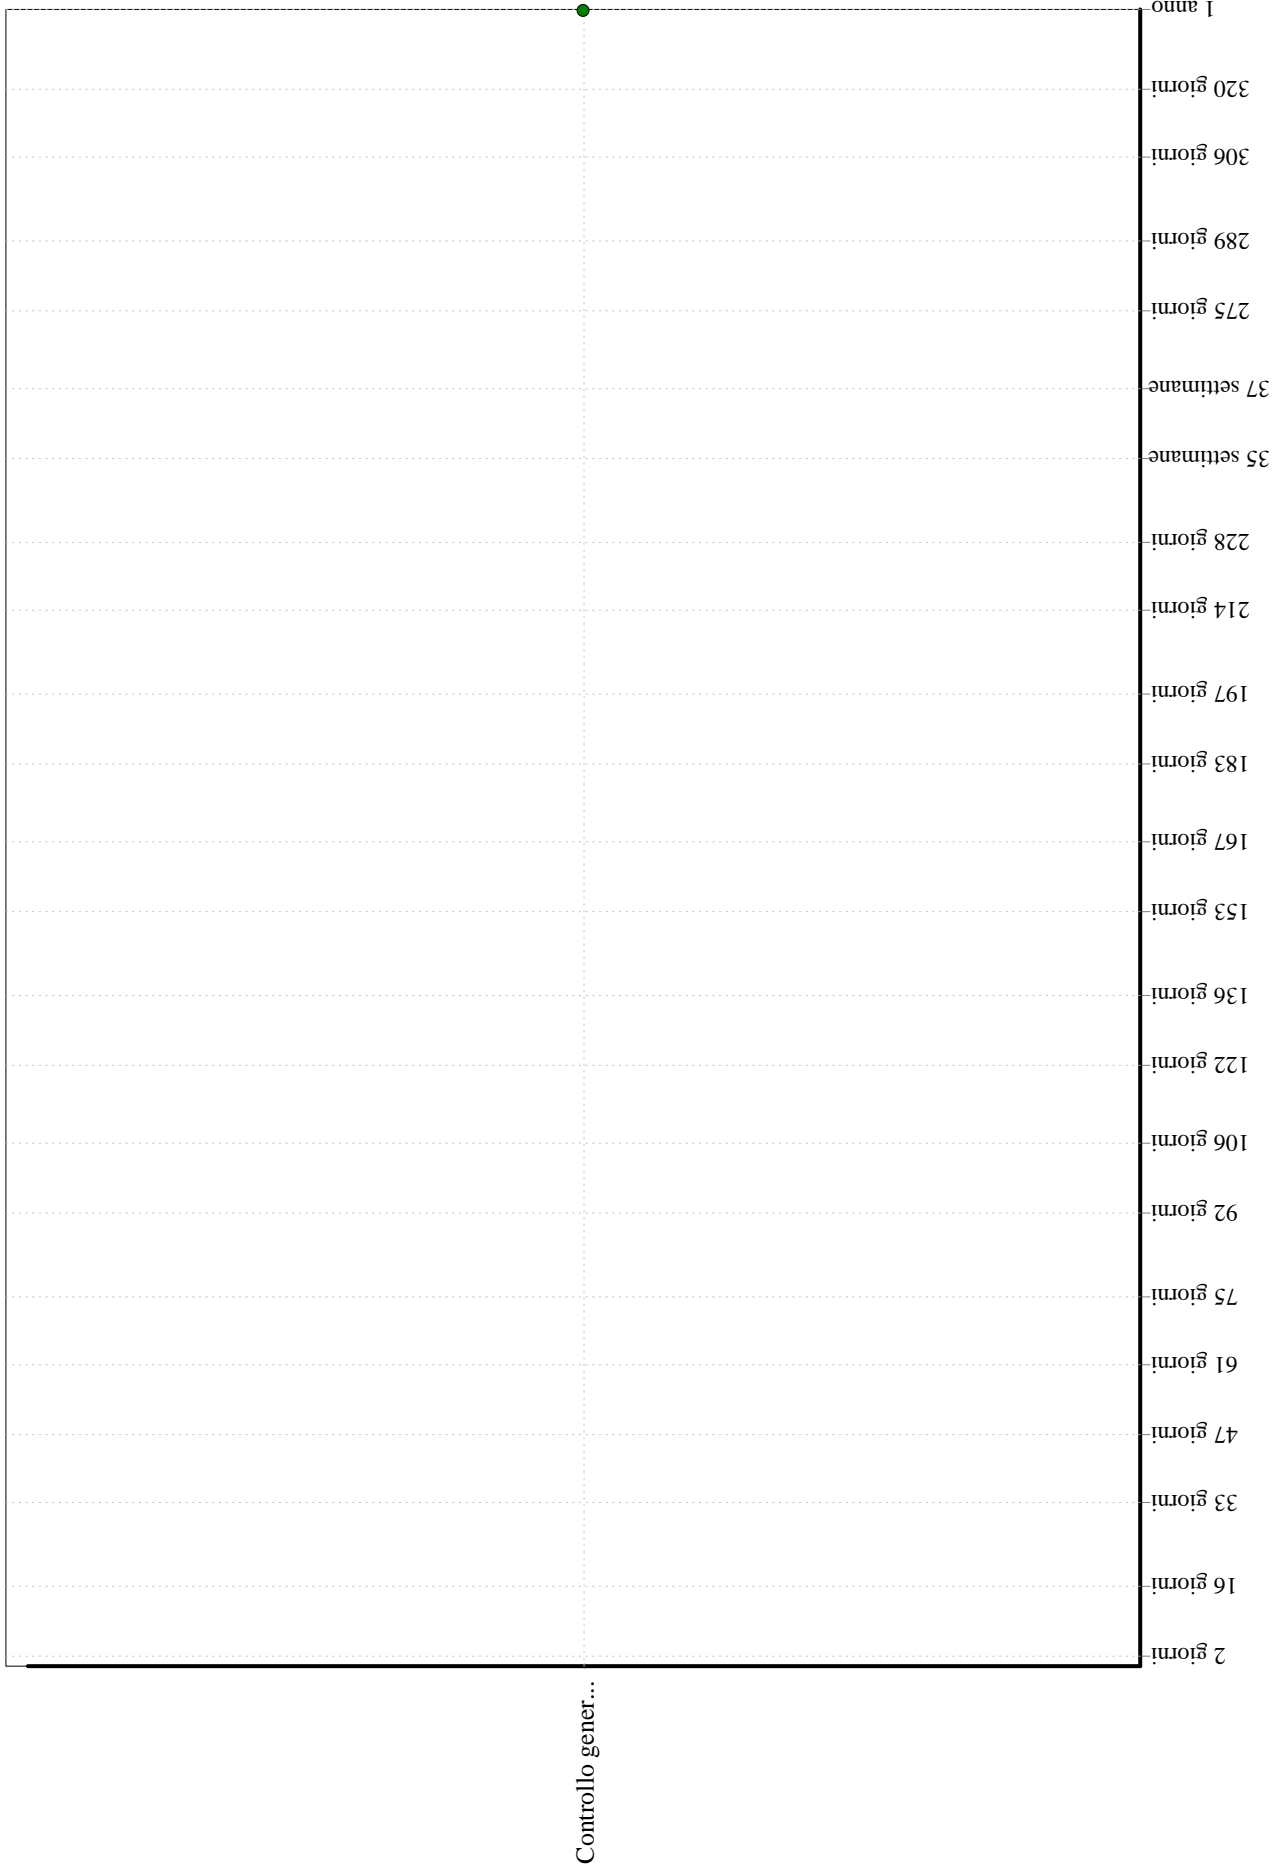 1 anno
320 giorni
306 giorni
289 giorni
275 giorni
37 settimane
35 settimane
228 giorni
214 giorni
197 giorni
183 giorni
167 giorni
153 giorni
136 giorni
122 giorni
106 giorni
92 giorni
75 giorni
61 giorni
47 giorni
33 giorni
16 giorni
2 giorni
Controllo gener...